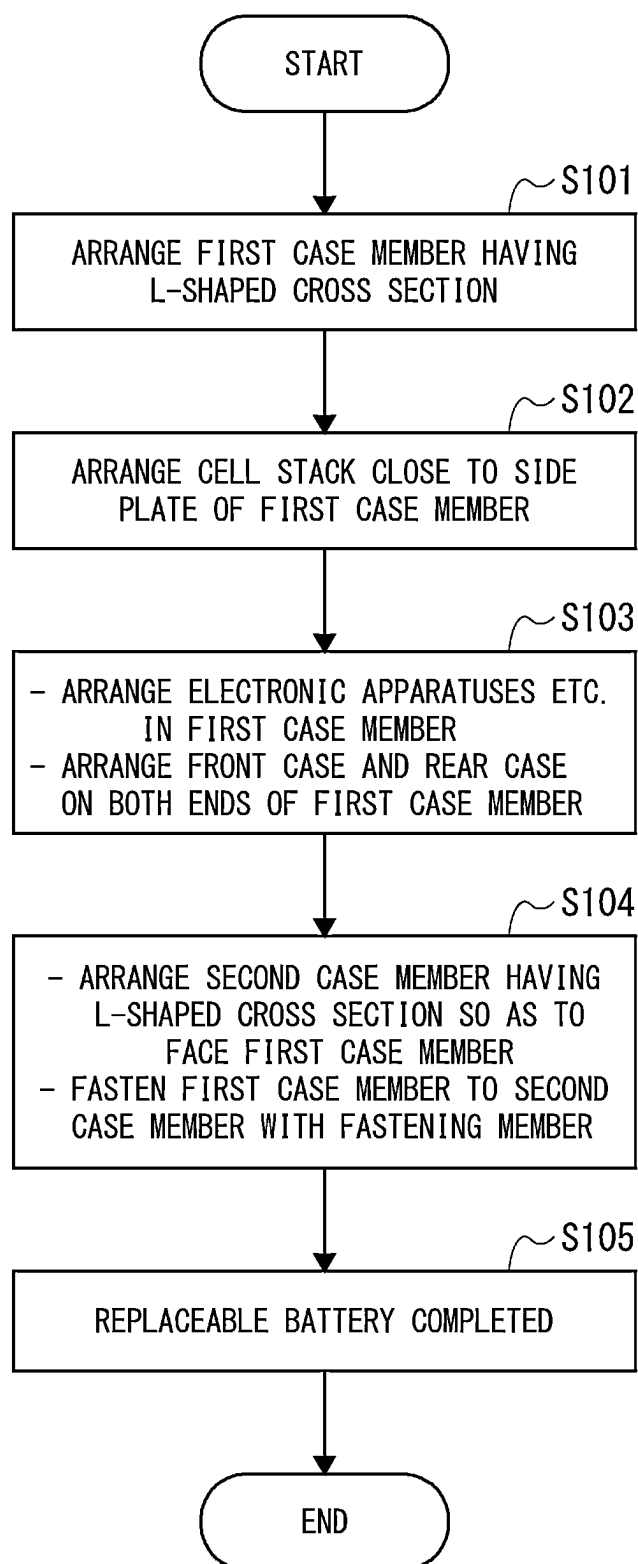 START
S101
ARRANGE FIRST CASE MEMBER HAVING
L-SHAPED CROSS SECTION
S102
ARRANGE CELL STACK CLOSE TO SIDE
PLATE OF FIRST CASE MEMBER
S103
- ARRANGE ELECTRONIC APPARATUSES ETC.
IN FIRST CASE MEMBER
- ARRANGE FRONT CASE AND REAR CASE
ON BOTH ENDS OF FIRST CASE MEMBER
S104
- ARRANGE SECOND CASE MEMBER HAVING
L-SHAPED CROSS SECTION SO AS TO
FACE FIRST CASE MEMBER
- FASTEN FIRST CASE MEMBER TO SECOND
CASE MEMBER WITH FASTENING MEMBER
S105
REPLACEABLE BATTERY COMPLETED
END